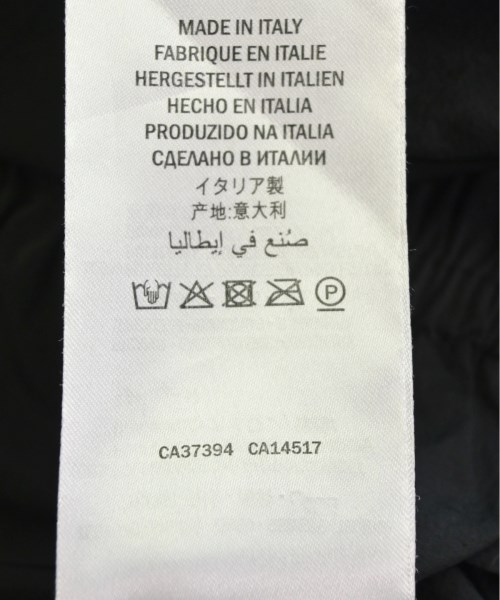 MADE IN ITALY
FABRIQUE EN ITALIE
HERGESTELLT IN ITALIEN
HECHO EN ITALIA
PRODUZIDO NA ITALIA
СДЕЛАНО В ИТАЛИИ
イタリア製
产地:意大利
صُنع في إيطاليا
P
CA37394 CA14517